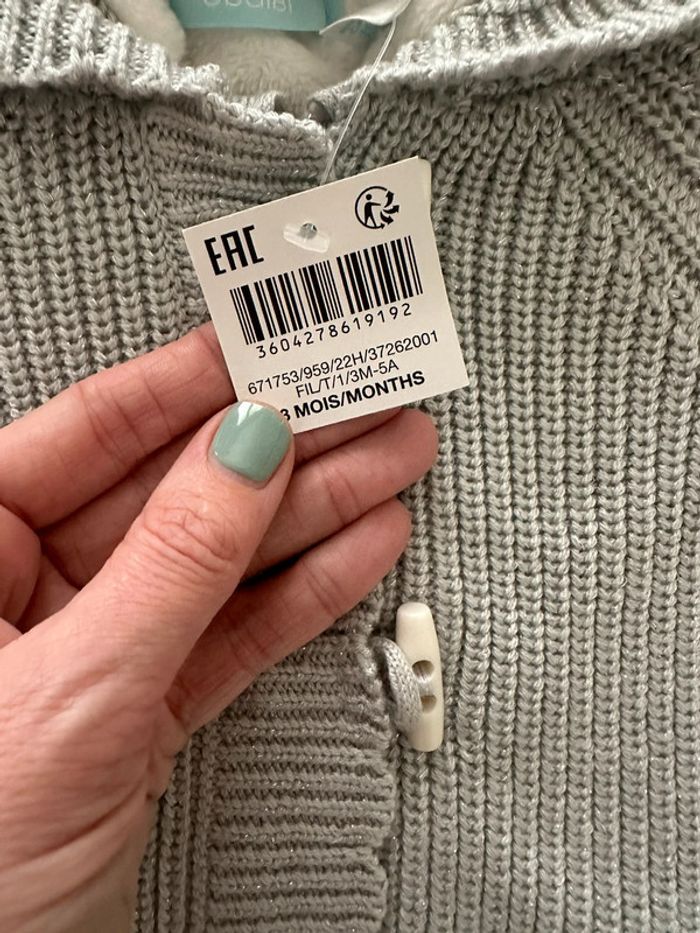 EAC
3604278619192
671753/959/22H/37262001
FIL/T/1/3M-5A
3 MOIS/MONTHS